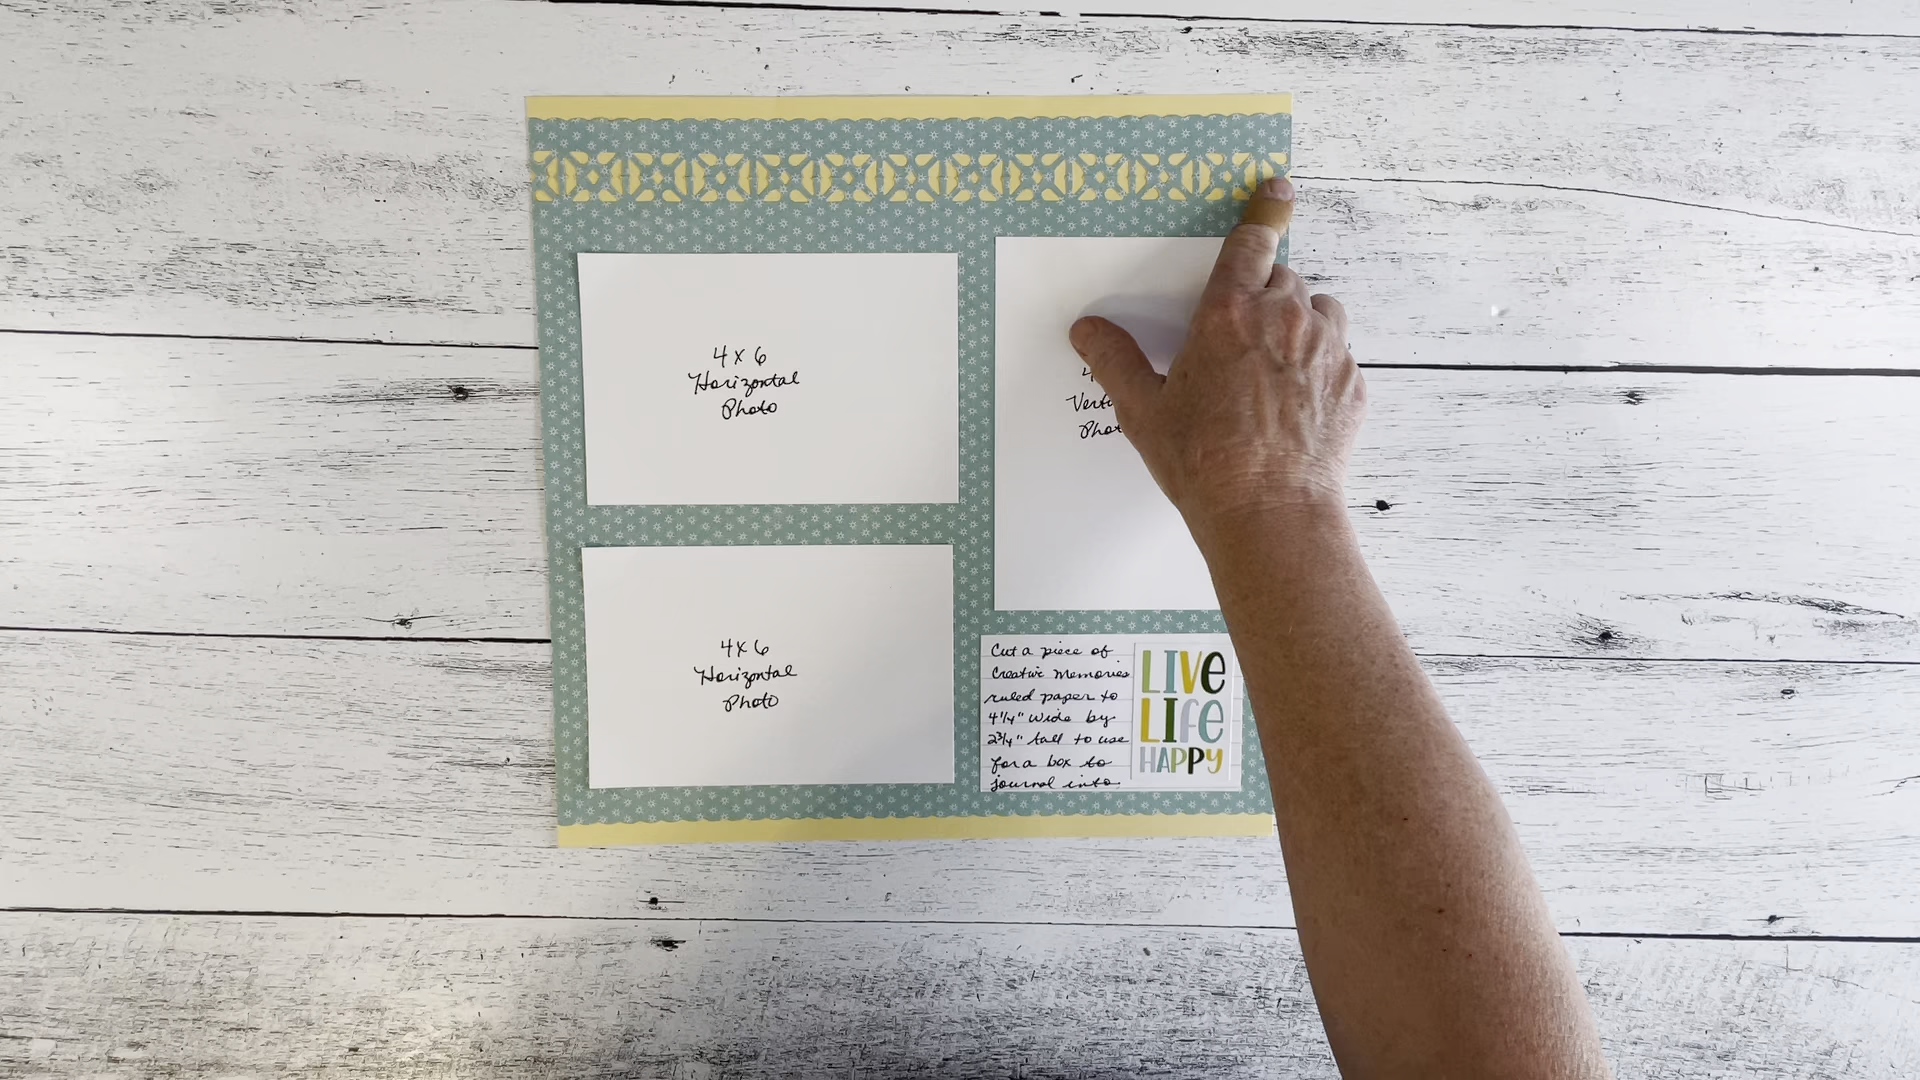 4 x 6
Horizontal
Photo
4
4 x 6
Horizontal
Photo
Cut a piece of
Creative Memories
ruled paper to
4 1/4" wide by
2 3/4" tall to use
for a box to
journal into
LIVE
LIFE
HAPPY